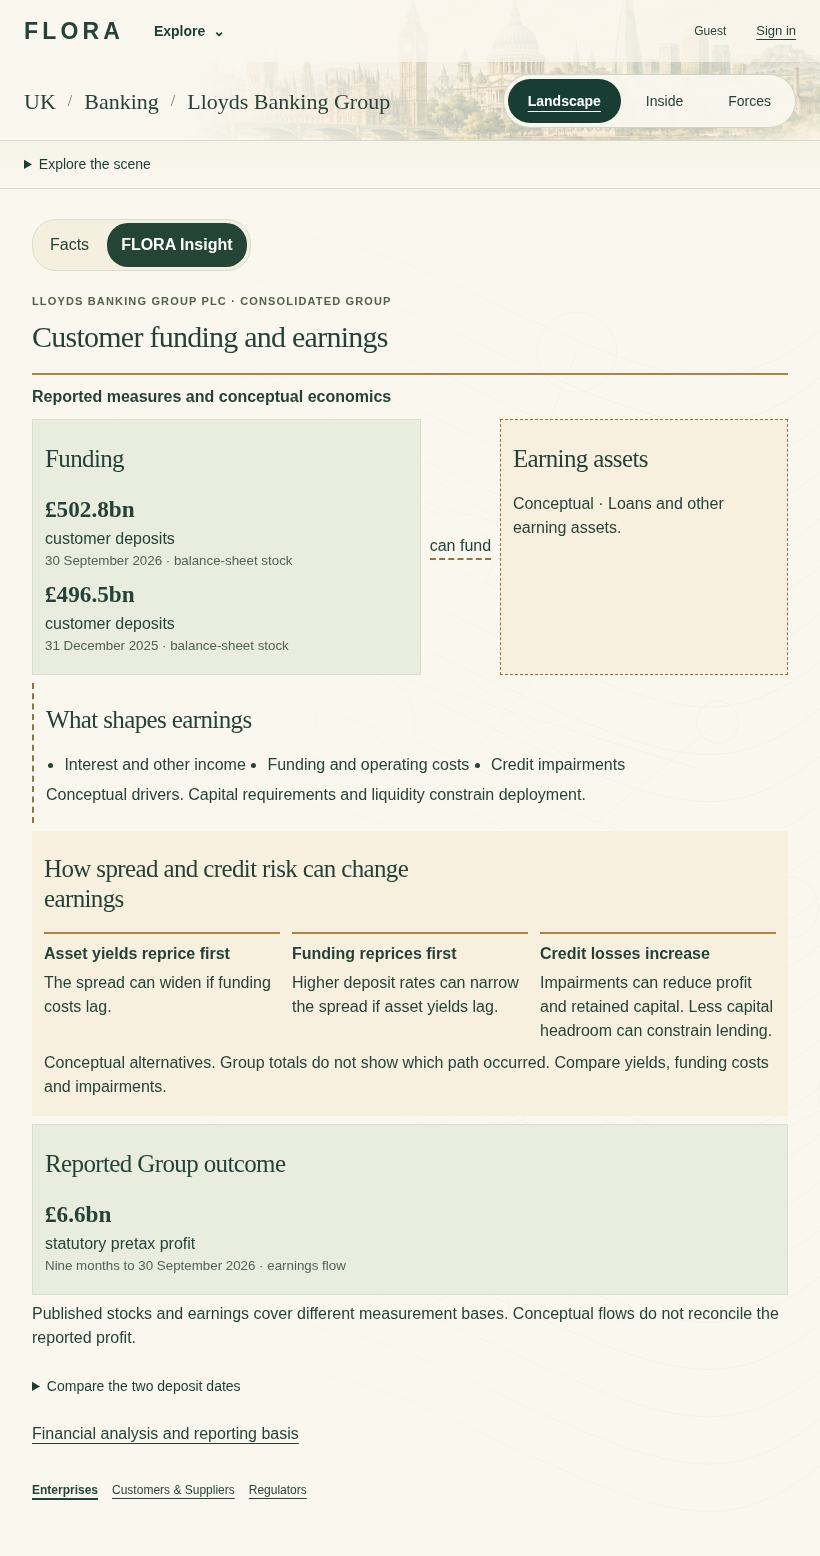 FLORA
Explore
Guest
Sign in
UK / Banking / Lloyds Banking Group
Landscape
Inside
Forces
Explore the scene
Facts
FLORA Insight
LLOYDS BANKING GROUP PLC · CONSOLIDATED GROUP
Customer funding and earnings
Reported measures and conceptual economics
Funding
£502.8bn
customer deposits
30 September 2026 · balance-sheet stock
£496.5bn
customer deposits
31 December 2025 · balance-sheet stock
can fund
Earning assets
Conceptual · Loans and other
earning assets.
What shapes earnings
• Interest and other income • Funding and operating costs • Credit impairments
Conceptual drivers. Capital requirements and liquidity constrain deployment.
How spread and credit risk can change
earnings
Asset yields reprice first
The spread can widen if funding
costs lag.
Funding reprices first
Higher deposit rates can narrow
the spread if asset yields lag.
Credit losses increase
Impairments can reduce profit
and retained capital. Less capital
headroom can constrain lending.
Conceptual alternatives. Group totals do not show which path occurred. Compare yields, funding costs
and impairments.
Reported Group outcome
£6.6bn
statutory pretax profit
Nine months to 30 September 2026 · earnings flow
Published stocks and earnings cover different measurement bases. Conceptual flows do not reconcile the
reported profit.
Compare the two deposit dates
Financial analysis and reporting basis
Enterprises
Customers & Suppliers
Regulators